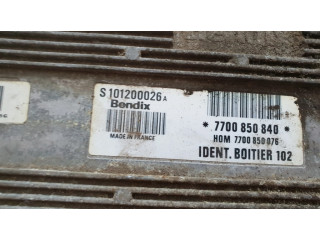 S 101200026 A
Bendix
MADE IN FRANCE
* 7700 850 840 *
HOM 7700 850 076
IDENT. BOITIER 102